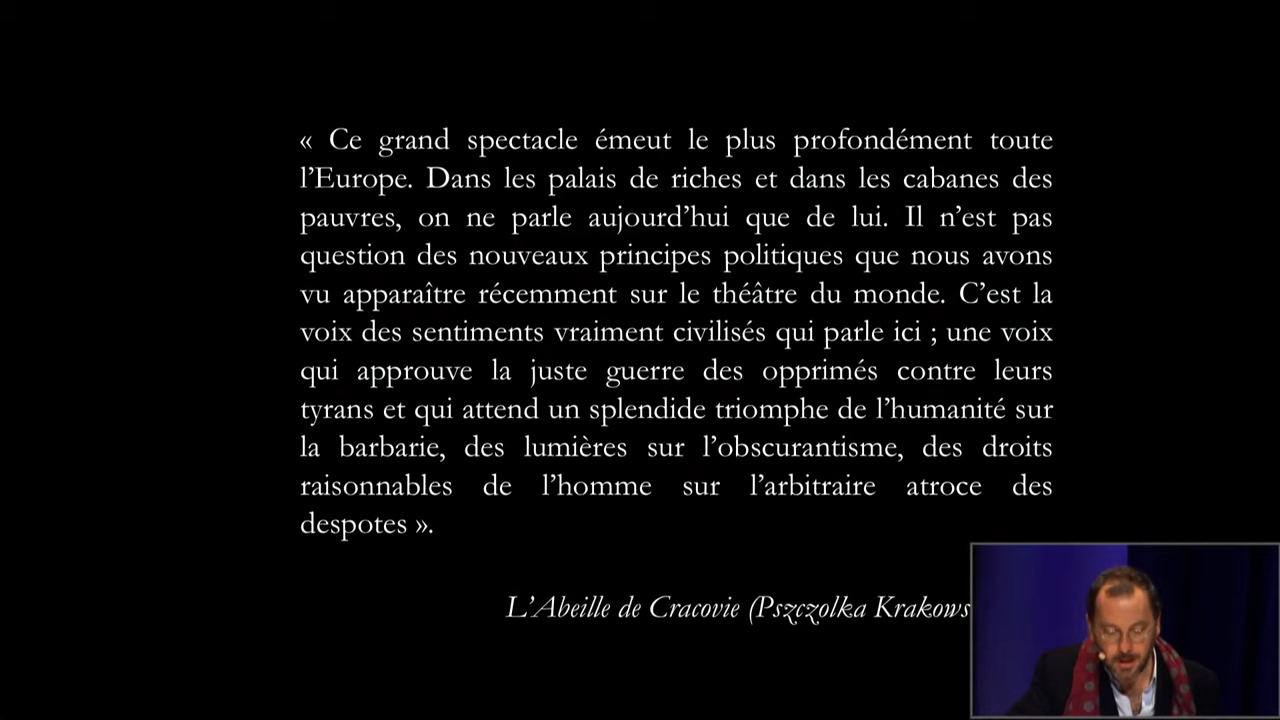 « Ce grand spectacle émeut le plus profondément toute
l’Europe. Dans les palais de riches et dans les cabanes des
pauvres, on ne parle aujourd’hui que de lui. Il n’est pas
question des nouveaux principes politiques que nous avons
vu apparaître récemment sur le théâtre du monde. C’est la
voix des sentiments vraiment civilisés qui parle ici ; une voix
qui approuve la juste guerre des opprimés contre leurs
tyrans et qui attend un splendide triomphe de l’humanité sur
la barbarie, des lumières sur l’obscurantisme, des droits
raisonnables de l’homme sur l’arbitraire atroce des
despotes ».
L’Abeille de Cracovie (Pszczolka Krakows